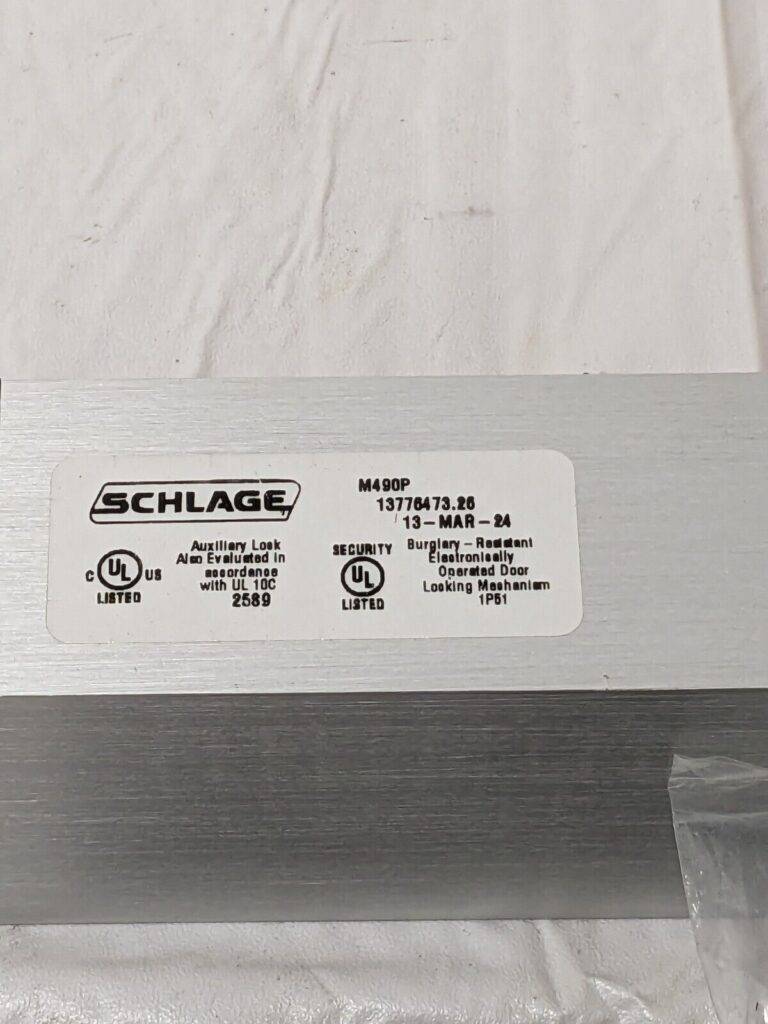 SCHLAGE
M490P
13776473.26
13-MAR-24
C UL US
LISTED
Auxiliary Lock
Also Evaluated in
accordance
with UL 10C
2589
SECURITY
UL
LISTED
Burglary-Resistant
Electronically
Operated Door
Locking Mechanism
1P51